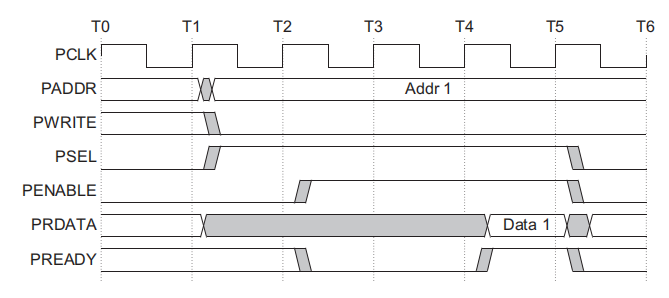 T0 T1 T2 T3 T4 T5 T6
PCLK
PADDR Addr 1
PWRITE
PSEL
PENABLE
PRDATA Data 1
PREADY